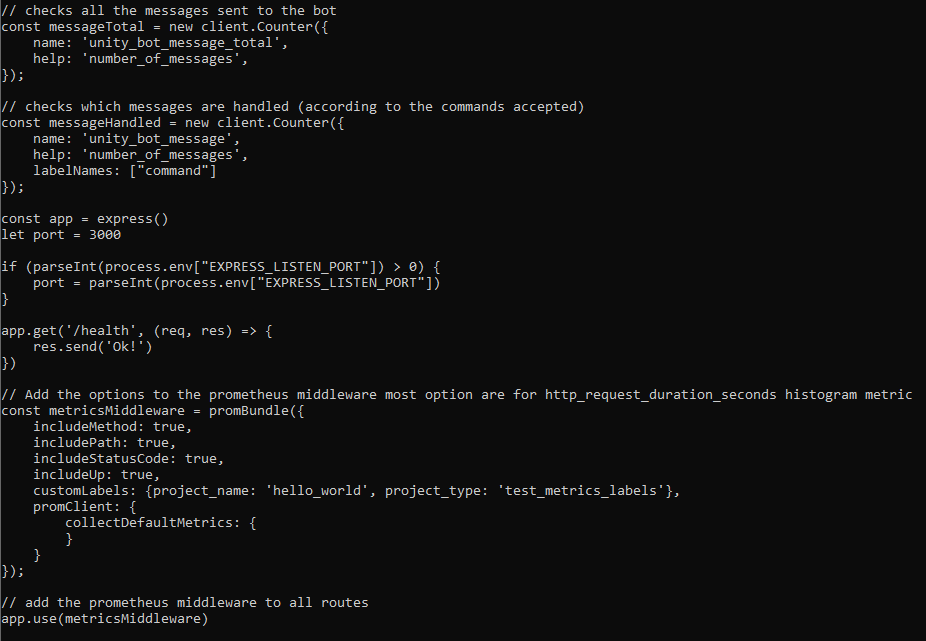 // checks all the messages sent to the bot
const messageTotal = new client.Counter({
    name: 'unity_bot_message_total',
    help: 'number_of_messages',
});

// checks which messages are handled (according to the commands accepted)
const messageHandled = new client.Counter({
    name: 'unity_bot_message',
    help: 'number_of_messages',
    labelNames: ["command"]
});

const app = express()
let port = 3000

if (parseInt(process.env["EXPRESS_LISTEN_PORT"]) > 0) {
    port = parseInt(process.env["EXPRESS_LISTEN_PORT"])
}

app.get('/health', (req, res) => {
    res.send('Ok!')
})

// Add the options to the prometheus middleware most option are for http_request_duration_seconds histogram metric
const metricsMiddleware = promBundle({
    includeMethod: true,
    includePath: true,
    includeStatusCode: true,
    includeUp: true,
    customLabels: {project_name: 'hello_world', project_type: 'test_metrics_labels'},
    promClient: {
        collectDefaultMetrics: {
        }
    }
});

// add the prometheus middleware to all routes
app.use(metricsMiddleware)